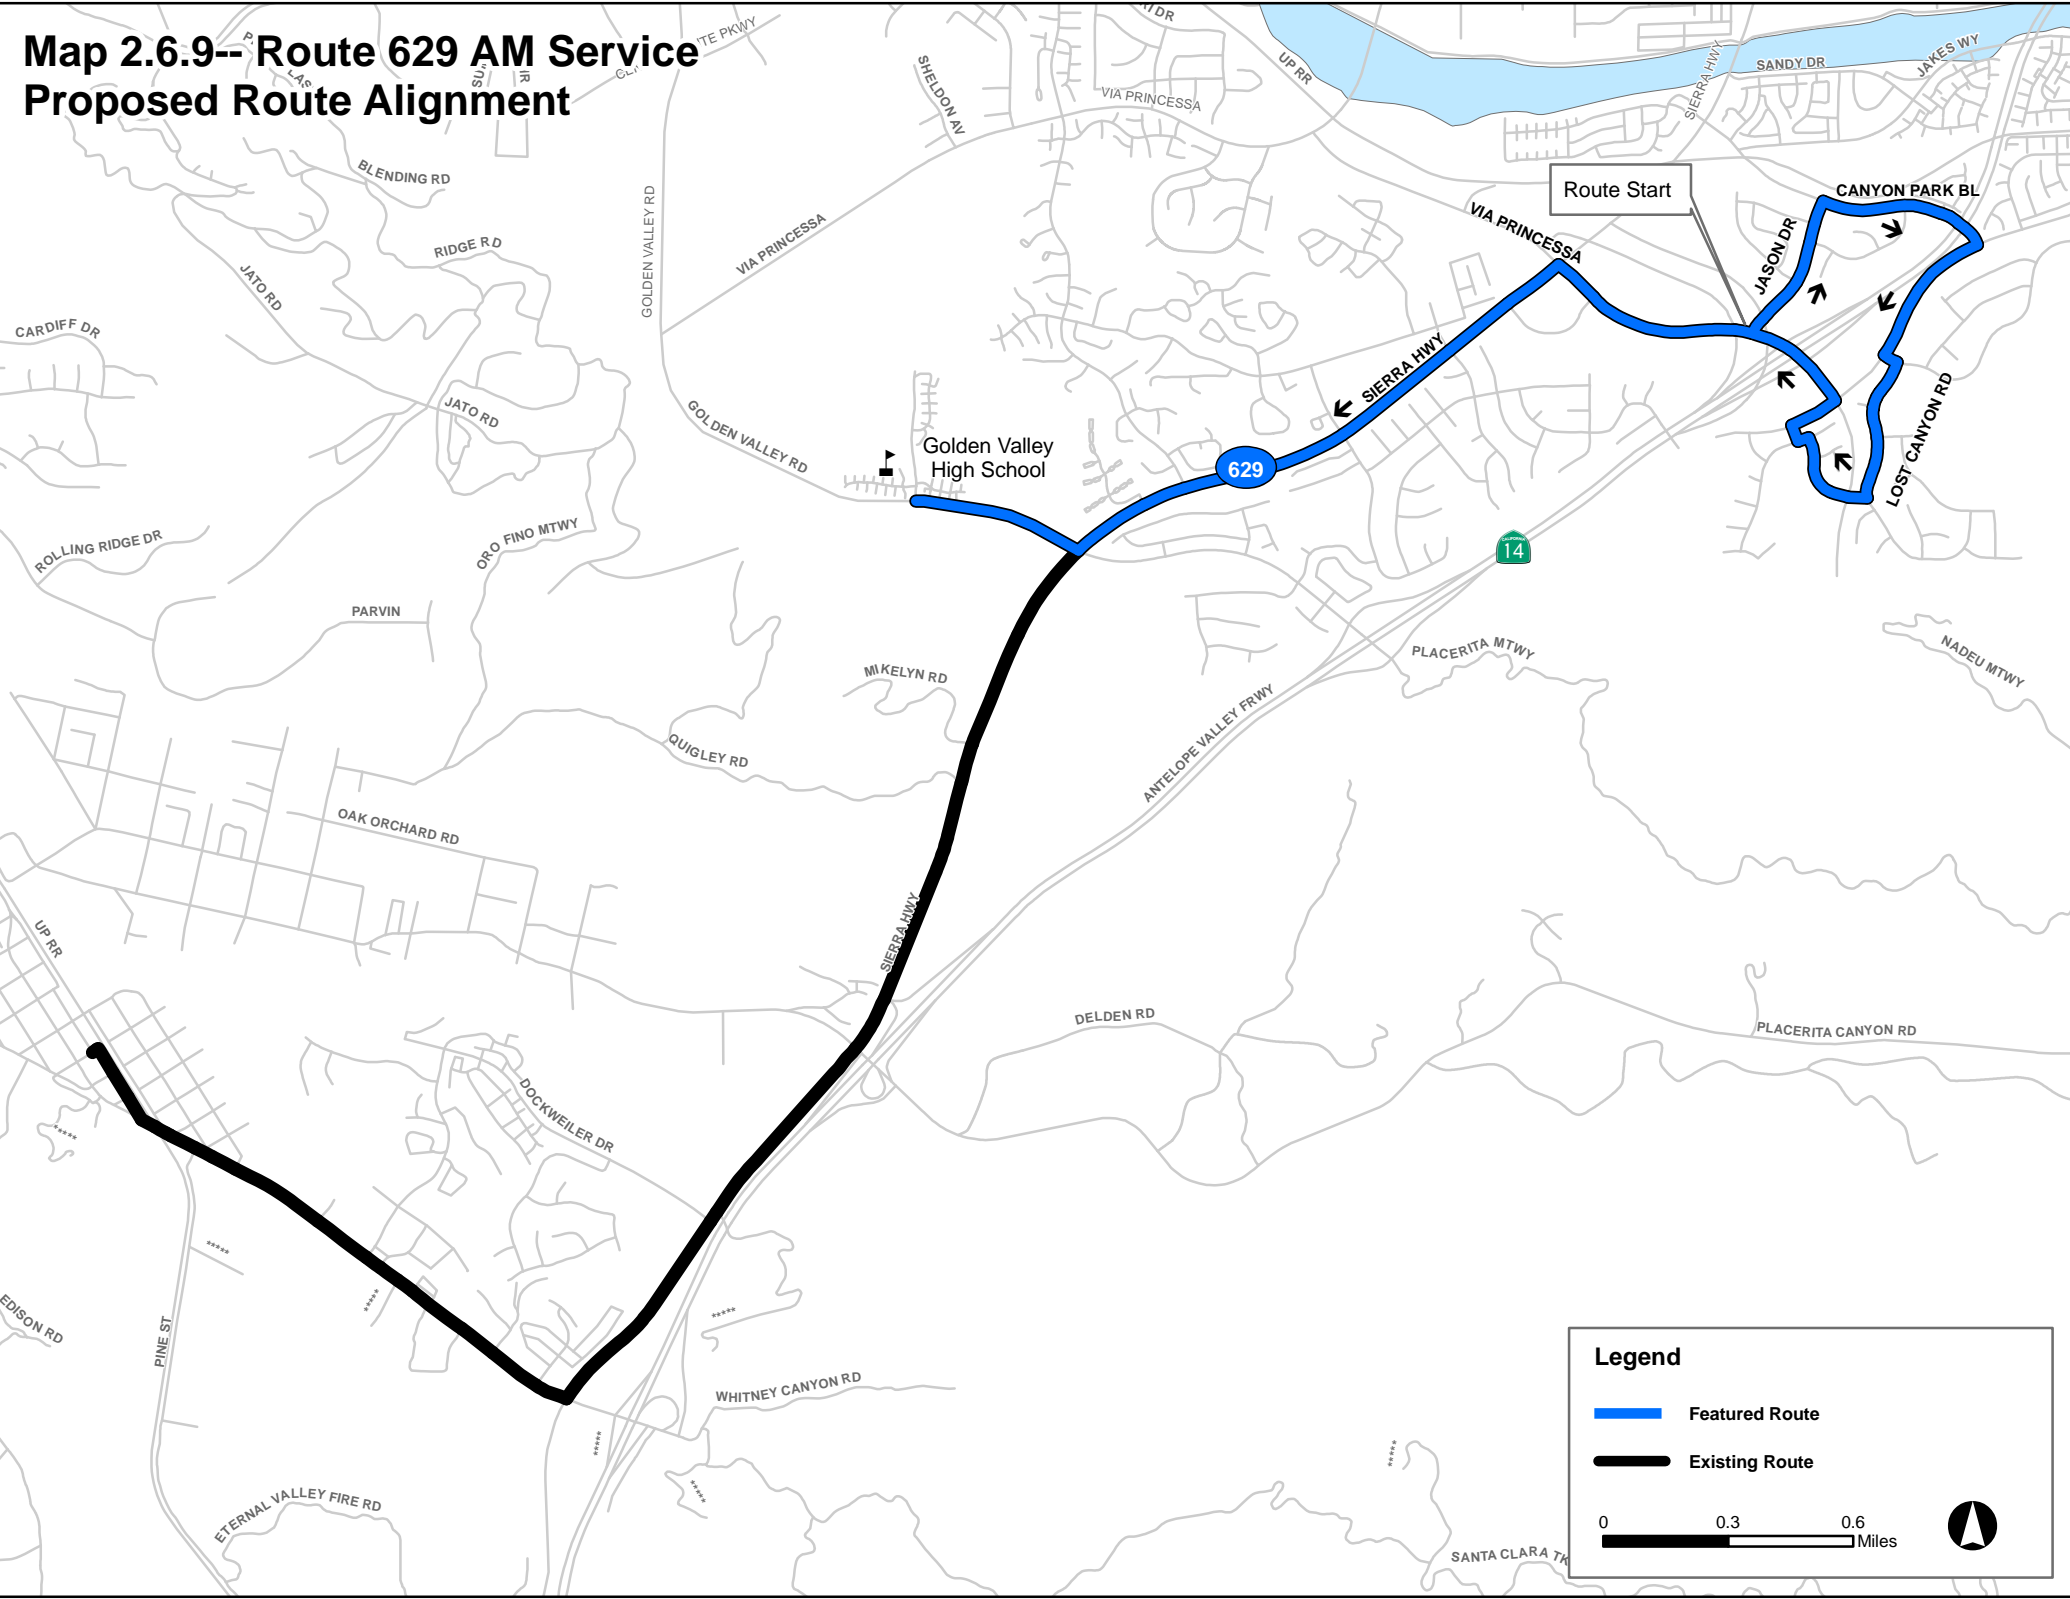 Map 2.6.9-- Route 629 AM Service
Proposed Route Alignment
SHELDON AV
VIA PRINCESSA
UP RR
SIERRA HWY
SANDY DR
JAKES WY
BLENDING RD
GOLDEN VALLEY RD
VIA PRINCESSA
RIDGE RD
JATO RD
CARDIFF DR
Route Start
CANYON PARK BL
VIA PRINCESSA
JASON DR
SIERRA HWY
JATO RD
GOLDEN VALLEY RD
Golden Valley
High School
629
LOST CANYON RD
CALIFORNIA
14
ROLLING RIDGE DR
ORO FINO MTWY
PARVIN
MIKELYN RD
PLACERITA MTWY
NADEU MTWY
QUIGLEY RD
ANTELOPE VALLEY FRWY
OAK ORCHARD RD
UP RR
SIERRA HWY
DELDEN RD
PLACERITA CANYON RD
DOCKWEILER DR
*****
*****
*****
*****
EDISON RD
PINE ST
WHITNEY CANYON RD
*****
*****
*****
ETERNAL VALLEY FIRE RD
SANTA CLARA TK
Legend
Featured Route
Existing Route
0 0.3 0.6
Miles